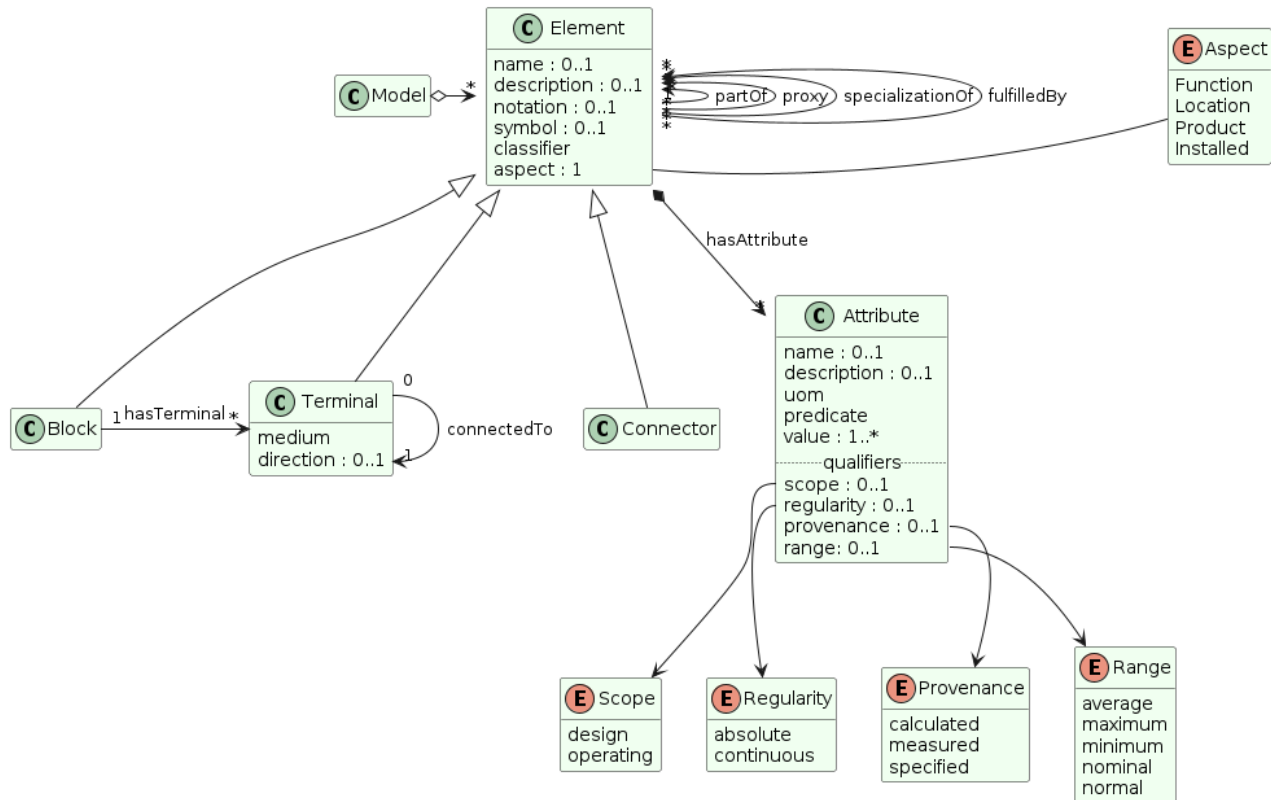 C Element
name : 0..1
description : 0..1
notation : 0..1
symbol : 0..1
classifier
aspect : 1
C Model
*
*
*
*
partOf
proxy
specializationOf
fulfilledBy
E Aspect
Function
Location
Product
Installed
hasAttribute
*
C Block
1
hasTerminal
*
C Terminal
medium
direction : 0..1
0
connectedTo
1
C Connector
C Attribute
name : 0..1
description : 0..1
uom
predicate
value : 1..*
qualifiers
scope : 0..1
regularity : 0..1
provenance : 0..1
range: 0..1
E Scope
design
operating
E Regularity
absolute
continuous
E Provenance
calculated
measured
specified
E Range
average
maximum
minimum
nominal
normal